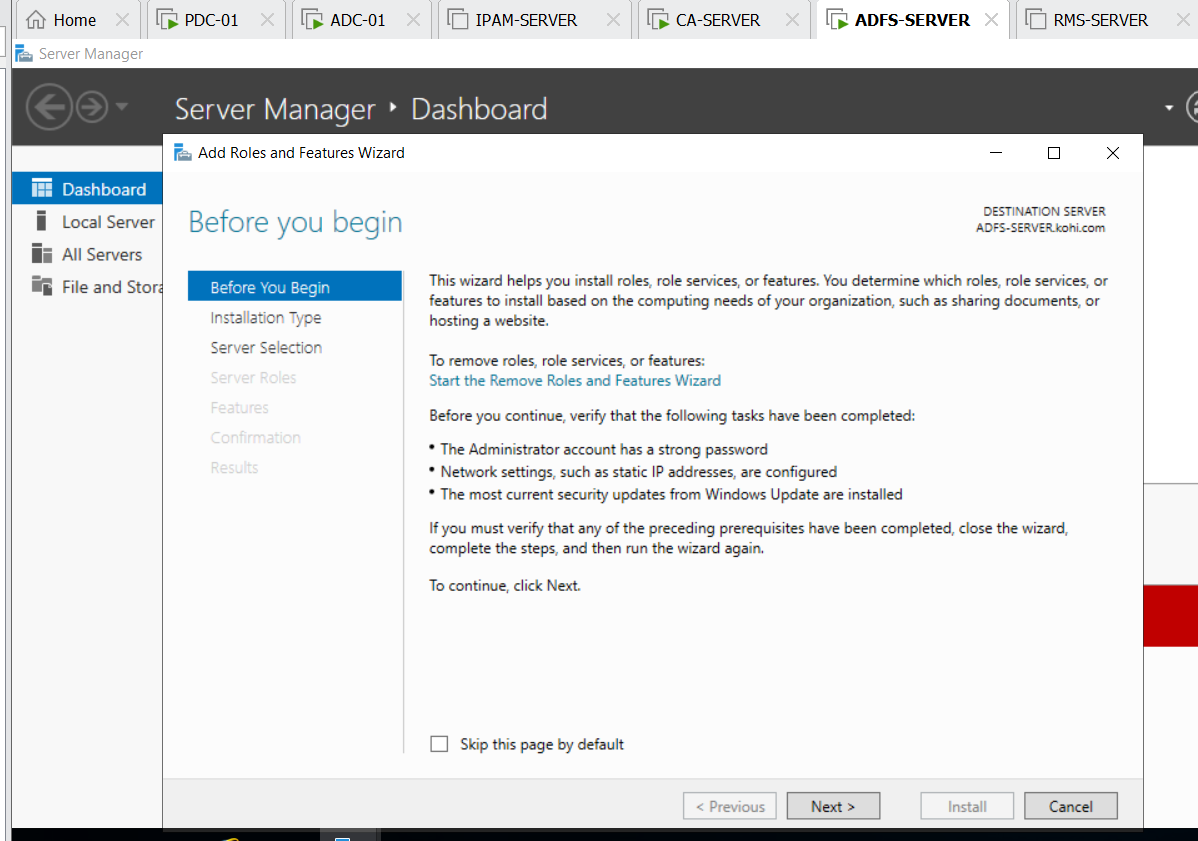 Home
PDC-01
ADC-01
IPAM-SERVER
CA-SERVER
ADFS-SERVER
RMS-SERVER
Server Manager
Server Manager ‣ Dashboard
Add Roles and Features Wizard
Dashboard
Local Server
All Servers
File and Stora
Before you begin
DESTINATION SERVER
ADFS-SERVER.kohi.com
Before You Begin
Installation Type
Server Selection
Server Roles
Features
Confirmation
Results
This wizard helps you install roles, role services, or features. You determine which roles, role services, or
features to install based on the computing needs of your organization, such as sharing documents, or
hosting a website.
To remove roles, role services, or features:
Start the Remove Roles and Features Wizard
Before you continue, verify that the following tasks have been completed:
• The Administrator account has a strong password
• Network settings, such as static IP addresses, are configured
• The most current security updates from Windows Update are installed
If you must verify that any of the preceding prerequisites have been completed, close the wizard,
complete the steps, and then run the wizard again.
To continue, click Next.
Skip this page by default
< Previous
Next >
Install
Cancel